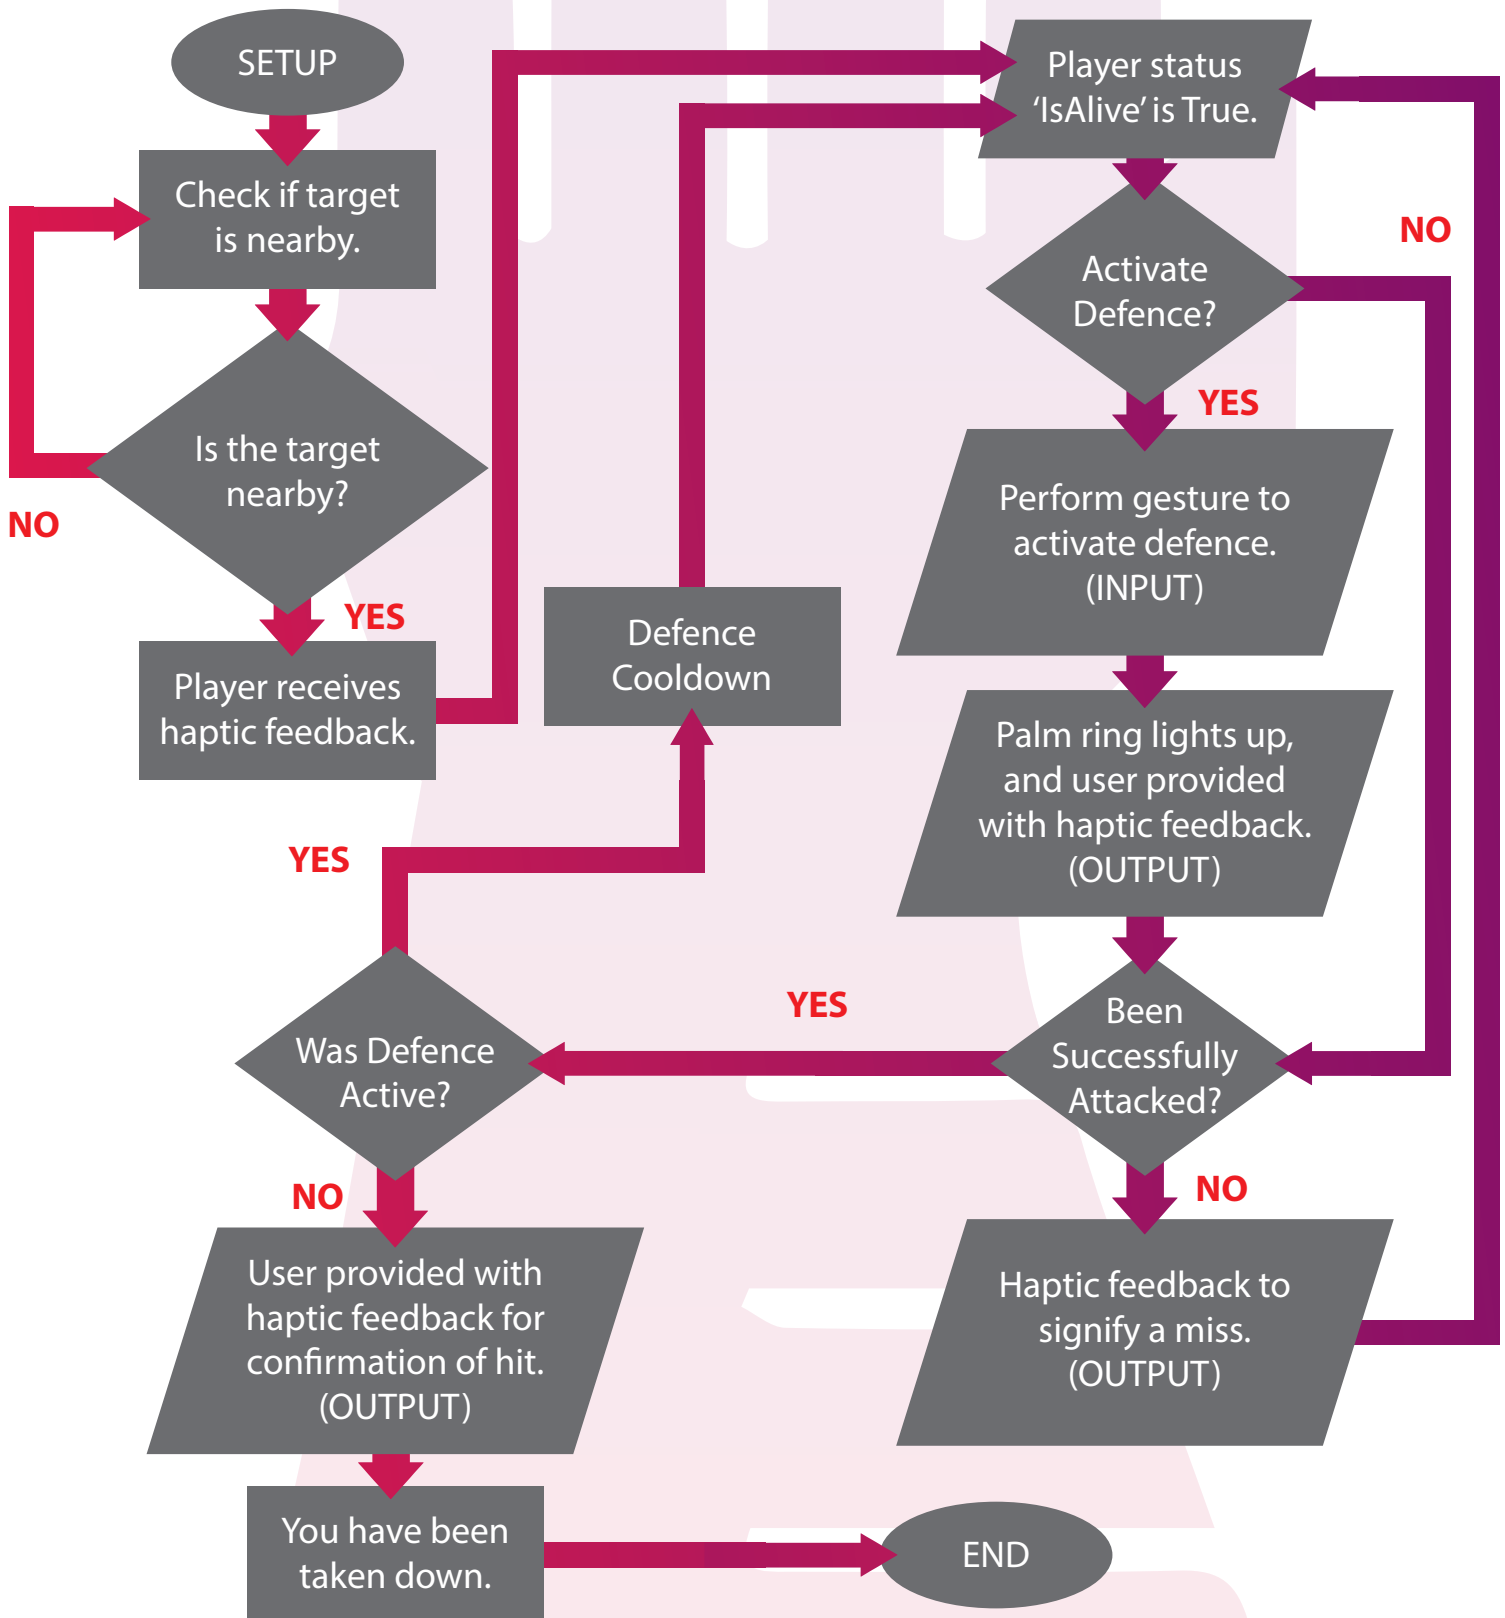 SETUP
Check if target
is nearby.
Is the target
nearby?
NO
YES
Player receives
haptic feedback.
Player status
‘IsAlive’ is True.
Activate
Defence?
NO
YES
Perform gesture to
activate defence.
(INPUT)
Palm ring lights up,
and user provided
with haptic feedback.
(OUTPUT)
Been
Successfully
Attacked?
YES
NO
Haptic feedback to
signify a miss.
(OUTPUT)
Was Defence
Active?
YES
Defence
Cooldown
NO
User provided with
haptic feedback for
confirmation of hit.
(OUTPUT)
You have been
taken down.
END